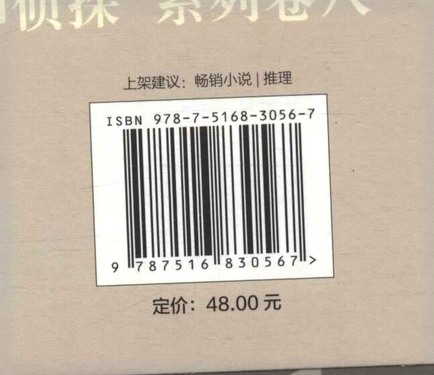 侦探 系列卷八
上架建议：畅销小说 | 推理
ISBN 978-7-5168-3056-7
9 787516 830567 >
定价：48.00 元